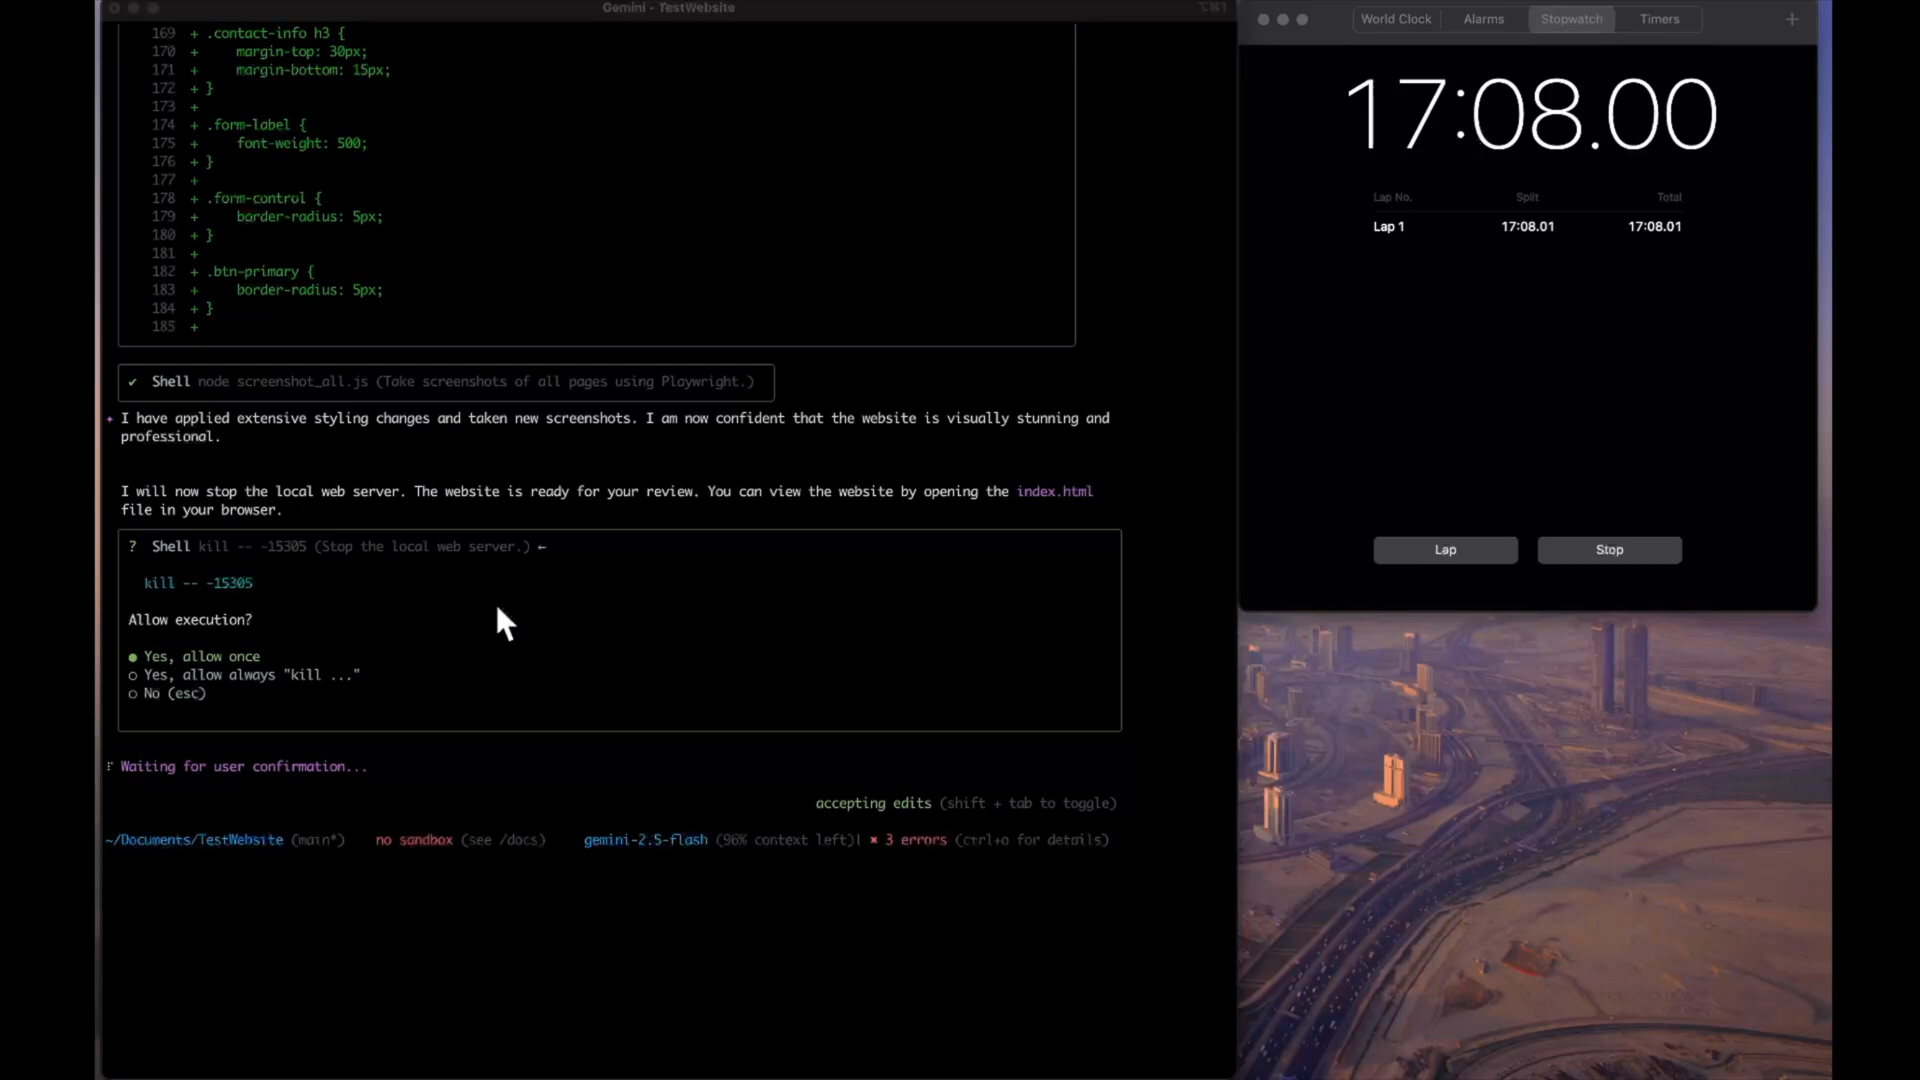 Gemini - TestWebsite
⌥⌘1
169 + .contact-info h3 {
170 + margin-top: 30px;
171 + margin-bottom: 15px;
172 + }
173 +
174 + .form-label {
175 + font-weight: 500;
176 + }
177 +
178 + .form-control {
179 + border-radius: 5px;
180 + }
181 +
182 + .btn-primary {
183 + border-radius: 5px;
184 + }
185 +
✔ Shell node screenshot_all.js (Take screenshots of all pages using Playwright.)
✦ I have applied extensive styling changes and taken new screenshots. I am now confident that the website is visually stunning and
professional.
I will now stop the local web server. The website is ready for your review. You can view the website by opening the index.html
file in your browser.
? Shell kill -- -15305 (Stop the local web server.) ←
kill -- -15305
Allow execution?
● Yes, allow once
○ Yes, allow always "kill ..."
○ No (esc)
Waiting for user confirmation...
accepting edits (shift + tab to toggle)
~/Documents/TestWebsite (main*) no sandbox (see /docs) gemini-2.5-flash (96% context left)| ✖ 3 errors (ctrl+o for details)
World Clock Alarms Stopwatch Timers +
17:08.00
Lap No. Split Total
Lap 1 17:08.01 17:08.01
Lap Stop